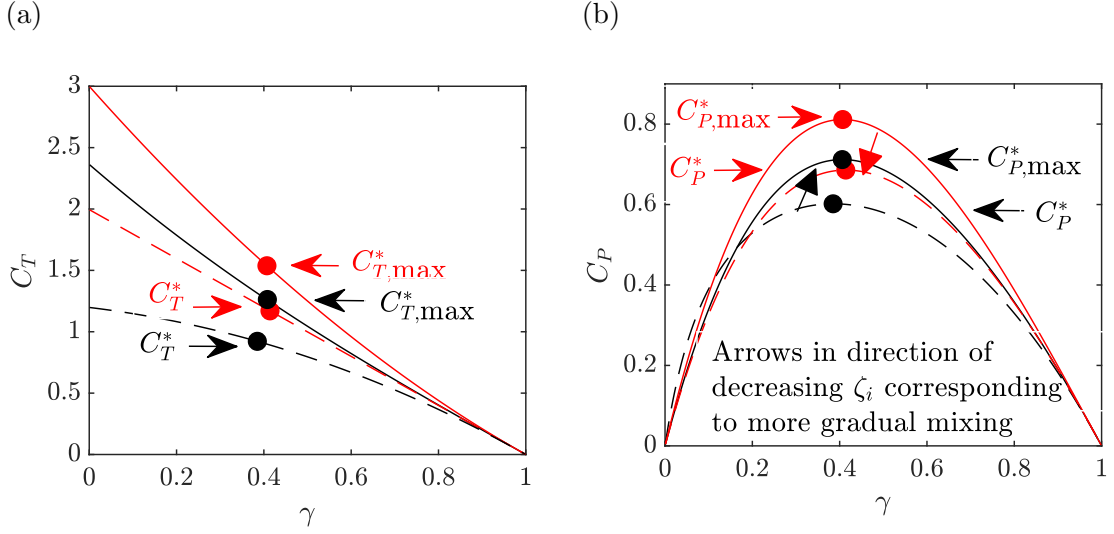 (a)
(b)
3
2.5
2
1.5
1
0.5
0
C_T
0 0.2 0.4 0.6 0.8 1
γ
C*_{T,max}
C*_T
C*_{T,max}
C*_T
0.8
0.6
0.4
0.2
0
C_P
0 0.2 0.4 0.6 0.8 1
γ
C*_{P,max}
C*_P
C*_{P,max}
C*_P
Arrows in direction of
decreasing ζ_i corresponding
to more gradual mixing